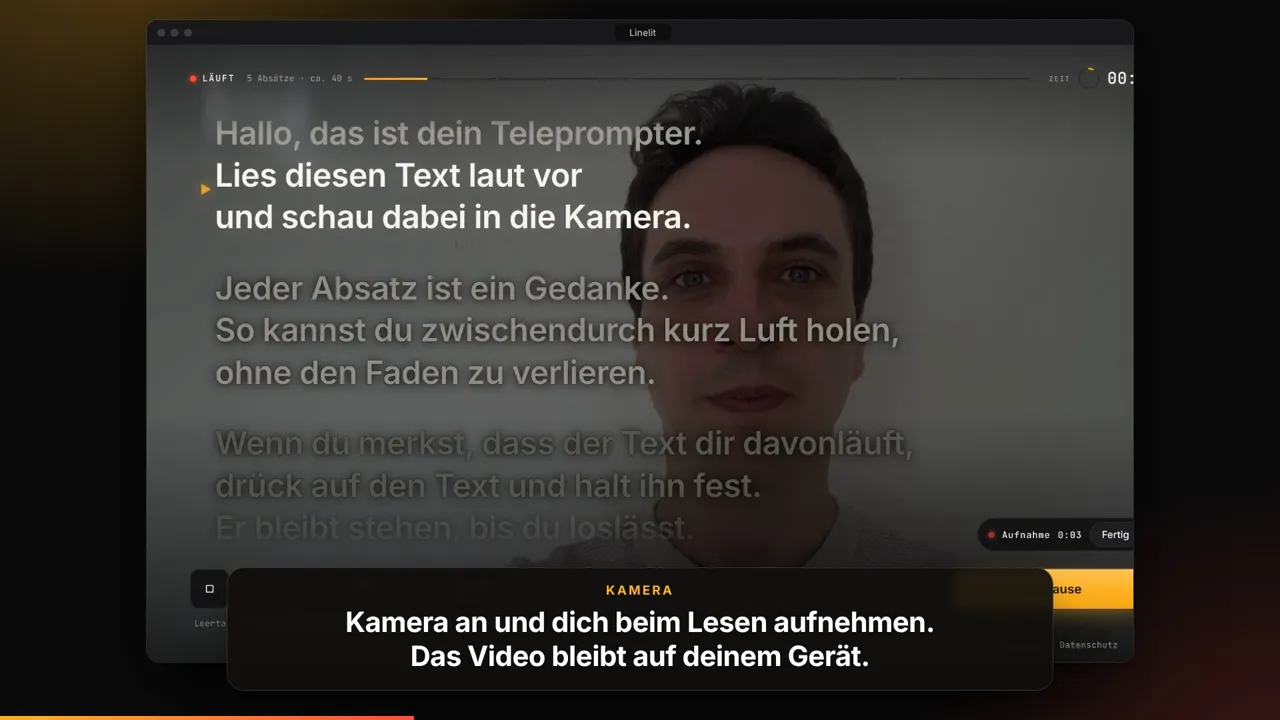 Linelit
LÄUFT 5 Absätze · ca. 40 s
ZEIT 00:
Hallo, das ist dein Teleprompter.
Lies diesen Text laut vor
und schau dabei in die Kamera.
Jeder Absatz ist ein Gedanke.
So kannst du zwischendurch kurz Luft holen,
ohne den Faden zu verlieren.
Wenn du merkst, dass der Text dir davonläuft,
drück auf den Text und halt ihn fest.
Er bleibt stehen, bis du loslässt.
Aufnahme 0:03 Fertig
ause
Leerta
Datenschutz
KAMERA
Kamera an und dich beim Lesen aufnehmen.
Das Video bleibt auf deinem Gerät.